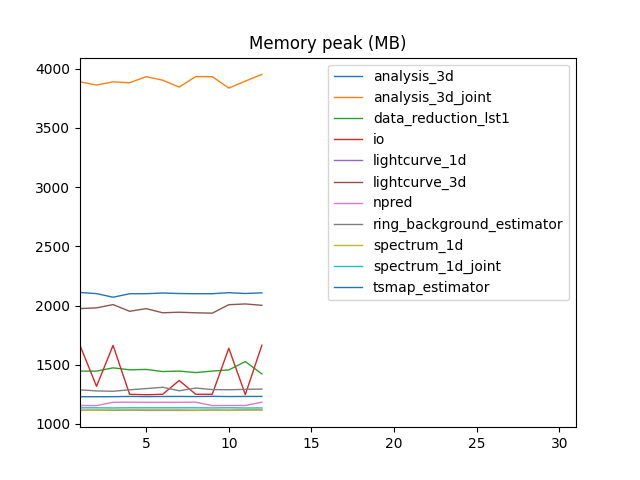 Memory peak (MB)
4000
3500
3000
2500
2000
1500
1000
5
10
15
20
25
30
analysis_3d
analysis_3d_joint
data_reduction_lst1
io
lightcurve_1d
lightcurve_3d
npred
ring_background_estimator
spectrum_1d
spectrum_1d_joint
tsmap_estimator